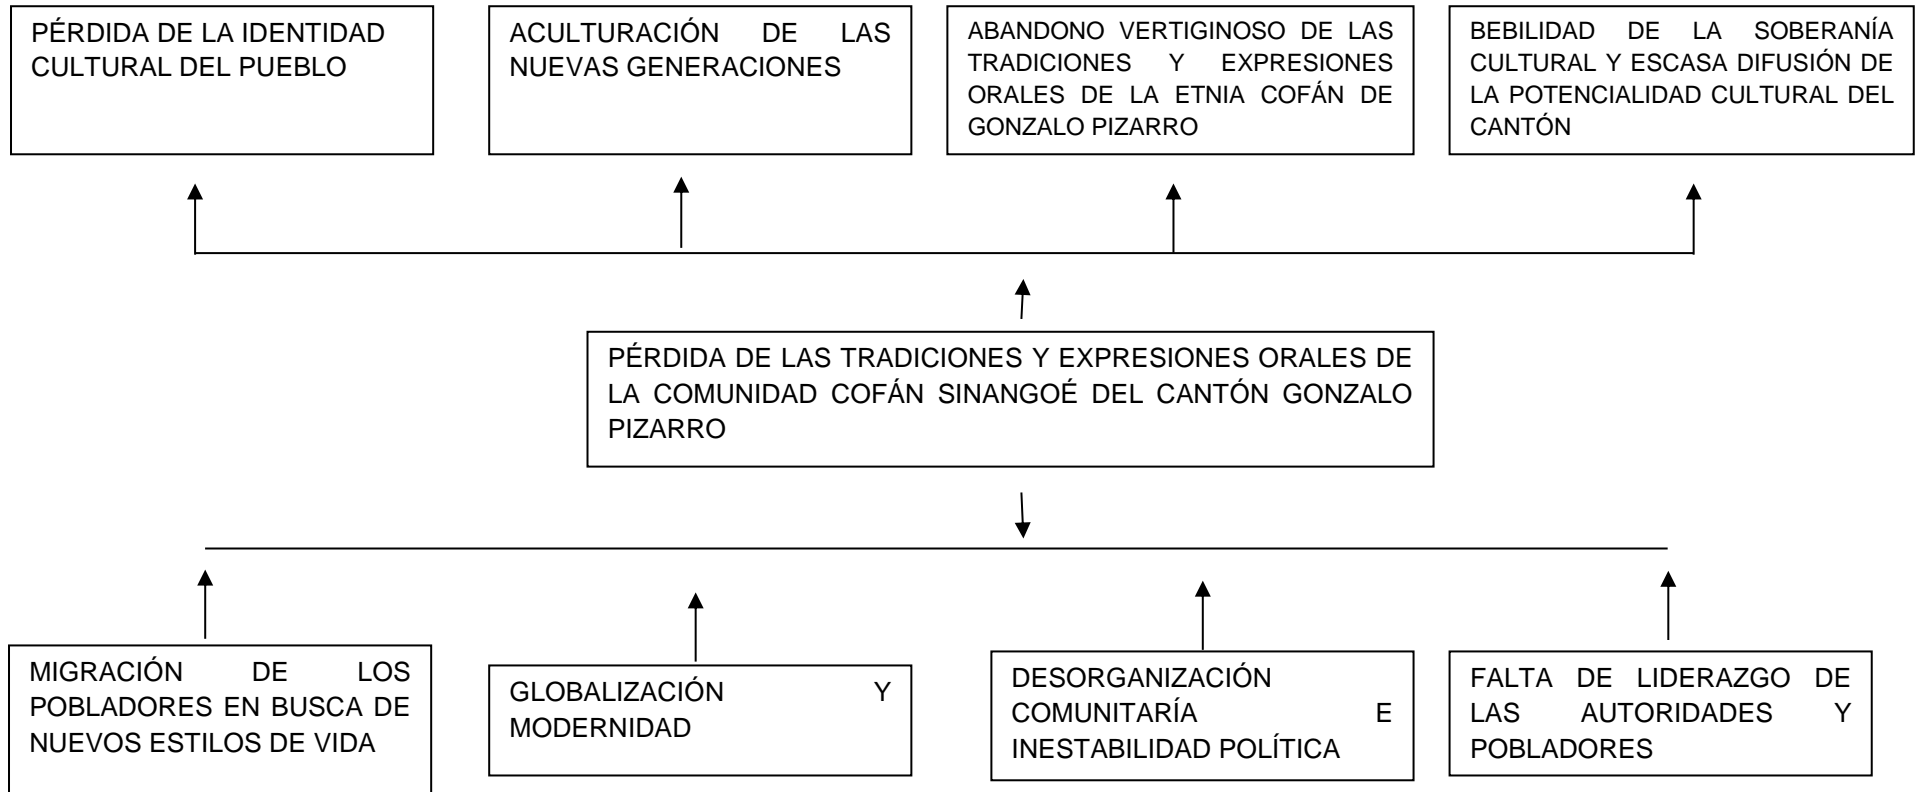 PÉRDIDA DE LA IDENTIDAD
CULTURAL DEL PUEBLO
ACULTURACIÓN DE LAS
NUEVAS GENERACIONES
ABANDONO VERTIGINOSO DE LAS
TRADICIONES Y EXPRESIONES
ORALES DE LA ETNIA COFÁN DE
GONZALO PIZARRO
BEBILIDAD DE LA SOBERANÍA
CULTURAL Y ESCASA DIFUSIÓN DE
LA POTENCIALIDAD CULTURAL DEL
CANTÓN
PÉRDIDA DE LAS TRADICIONES Y EXPRESIONES ORALES DE
LA COMUNIDAD COFÁN SINANGOÉ DEL CANTÓN GONZALO
PIZARRO
MIGRACIÓN DE LOS
POBLADORES EN BUSCA DE
NUEVOS ESTILOS DE VIDA
GLOBALIZACIÓN Y
MODERNIDAD
DESORGANIZACIÓN
COMUNITARÍA E
INESTABILIDAD POLÍTICA
FALTA DE LIDERAZGO DE
LAS AUTORIDADES Y
POBLADORES